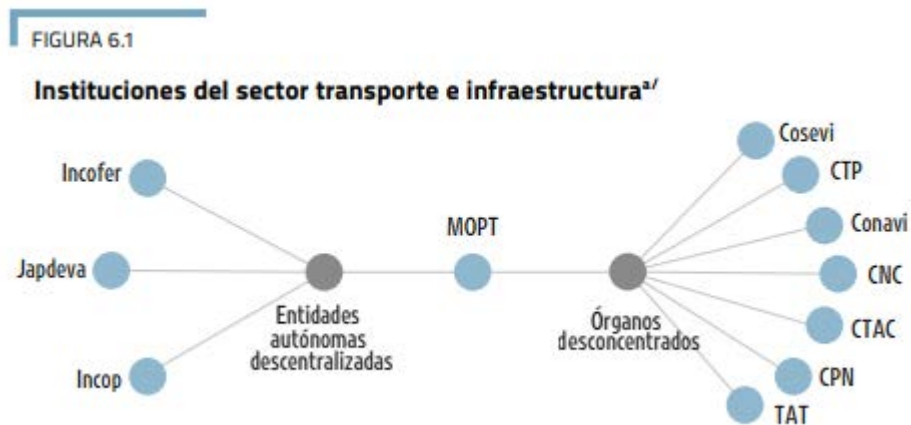 FIGURA 6.1
Instituciones del sector transporte e infraestructuraᵃ/
Cosevi
Incofer
CTP
MOPT
Conavi
Japdeva
CNC
Entidades
autónomas
descentralizadas
Órganos
desconcentrados
CTAC
Incop
CPN
TAT